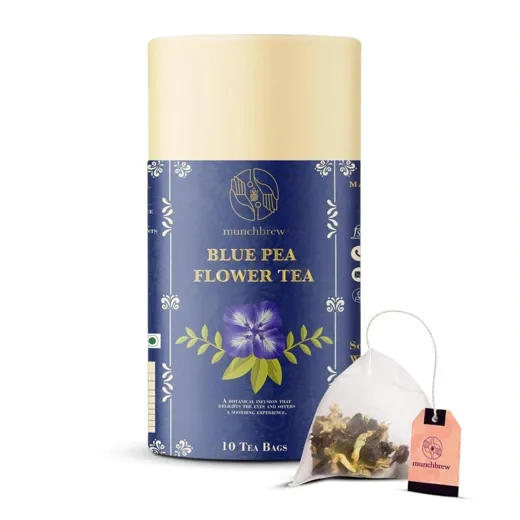 munchbrew
BLUE PEA
FLOWER TEA
A BOTANICAL INFUSION THAT
DELIGHTS THE EYES AND OFFERS
A SOOTHING EXPERIENCE.
10 TEA BAGS
munchbrew